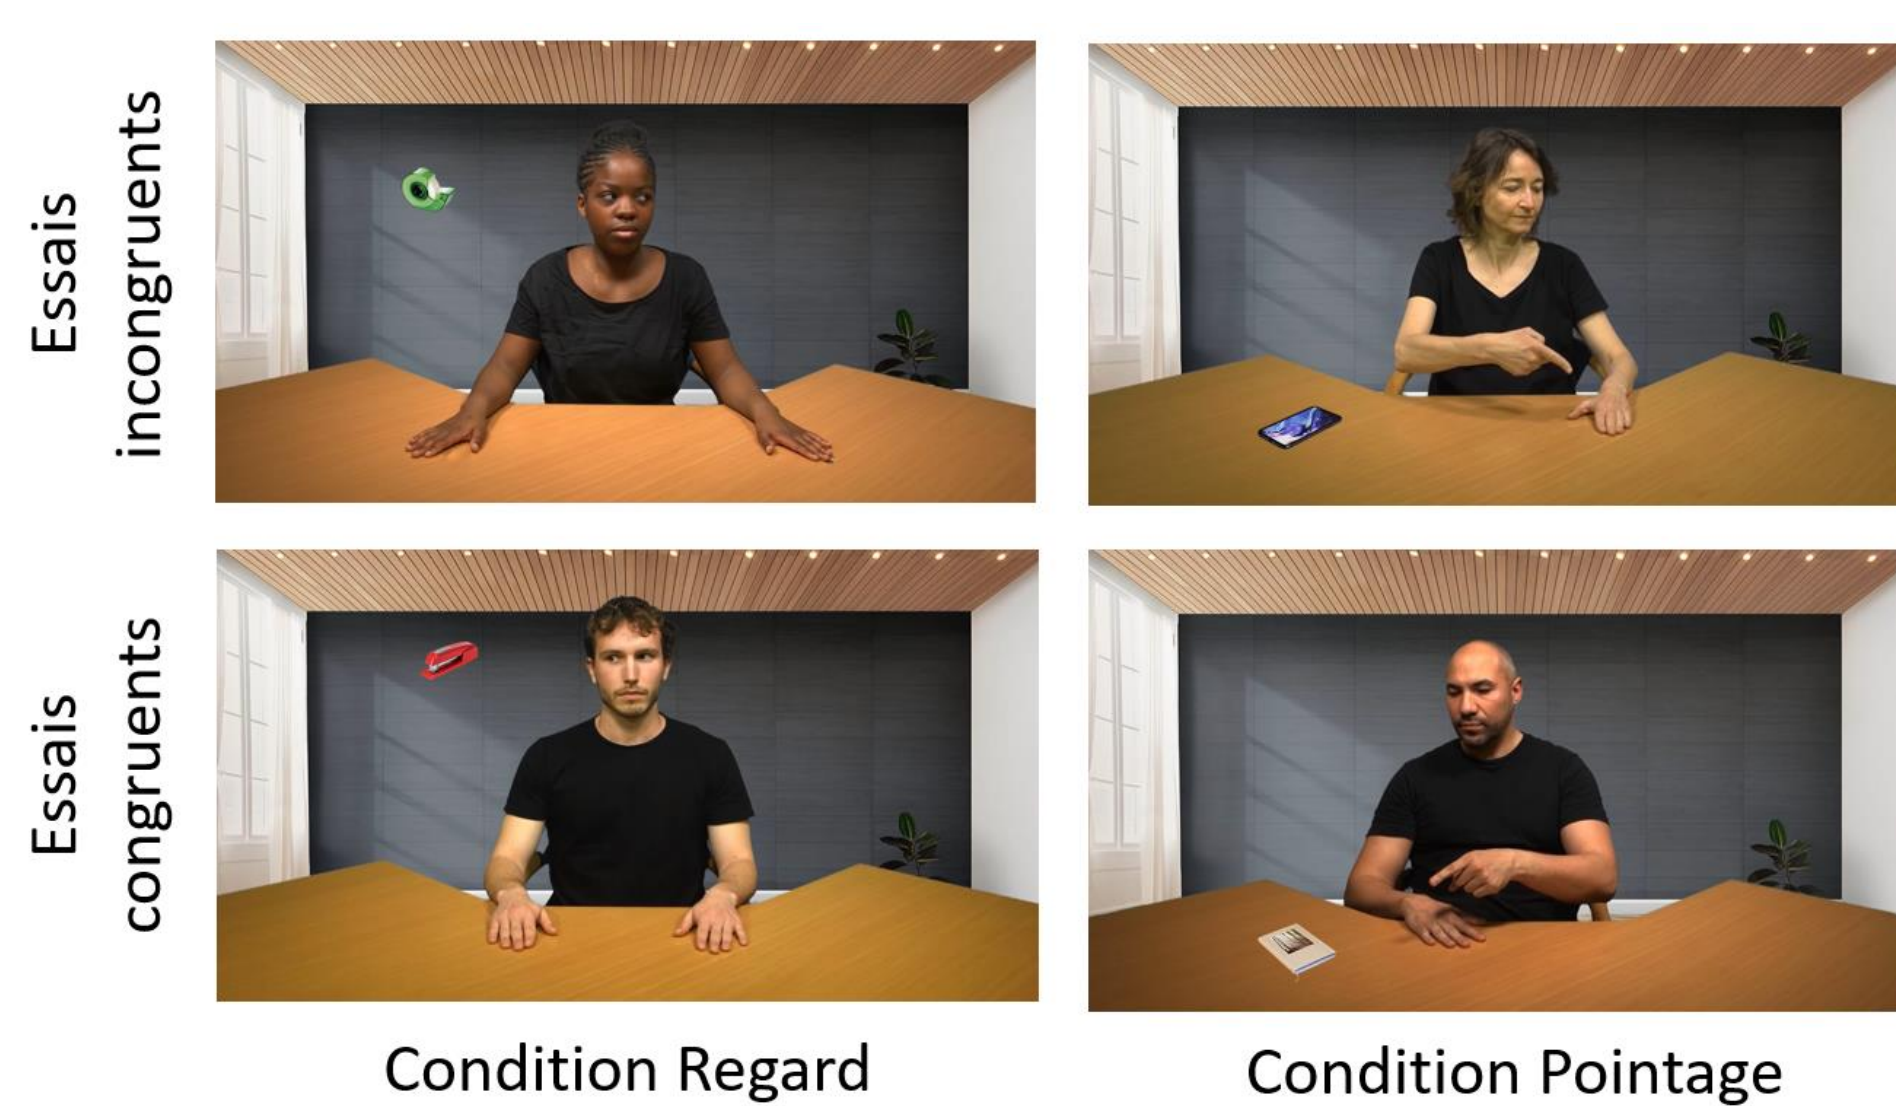 Essais
incongruents
Essais
congruents
Condition Regard
Condition Pointage